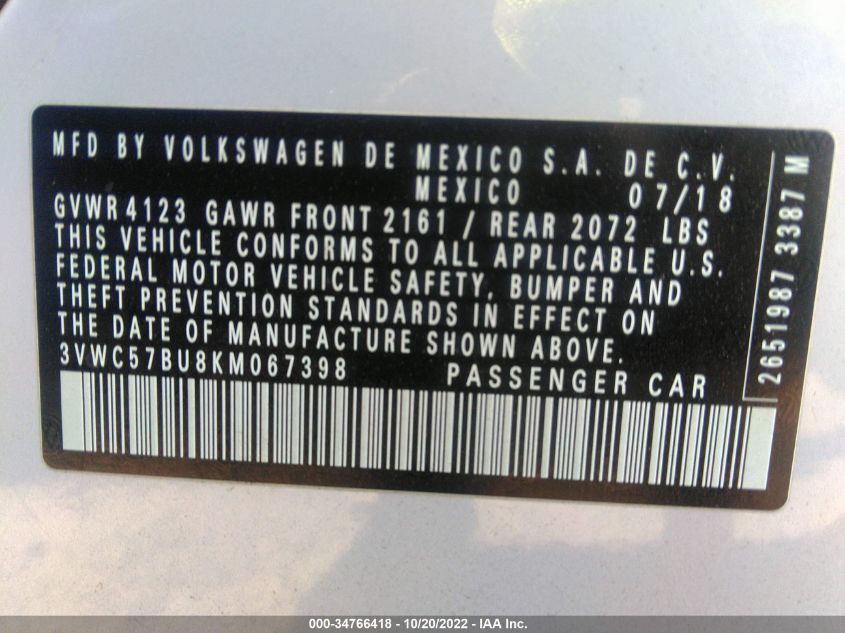 MFD BY VOLKSWAGEN DE MEXICO S.A. DE C.V.
MEXICO 07/18
GVWR 4123 GAWR FRONT 2161 / REAR 2072 LBS
THIS VEHICLE CONFORMS TO ALL APPLICABLE U.S.
FEDERAL MOTOR VEHICLE SAFETY, BUMPER AND
THEFT PREVENTION STANDARDS IN EFFECT ON
THE DATE OF MANUFACTURE SHOWN ABOVE.
3VWC57BU8KM067398 PASSENGER CAR
2651987 3387 M
000-34766418 - 10/20/2022 - IAA Inc.